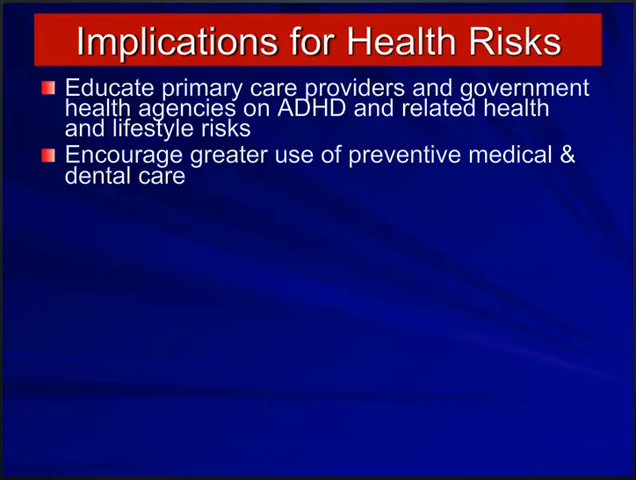 Implications for Health Risks
Educate primary care providers and government
health agencies on ADHD and related health
and lifestyle risks
Encourage greater use of preventive medical &
dental care